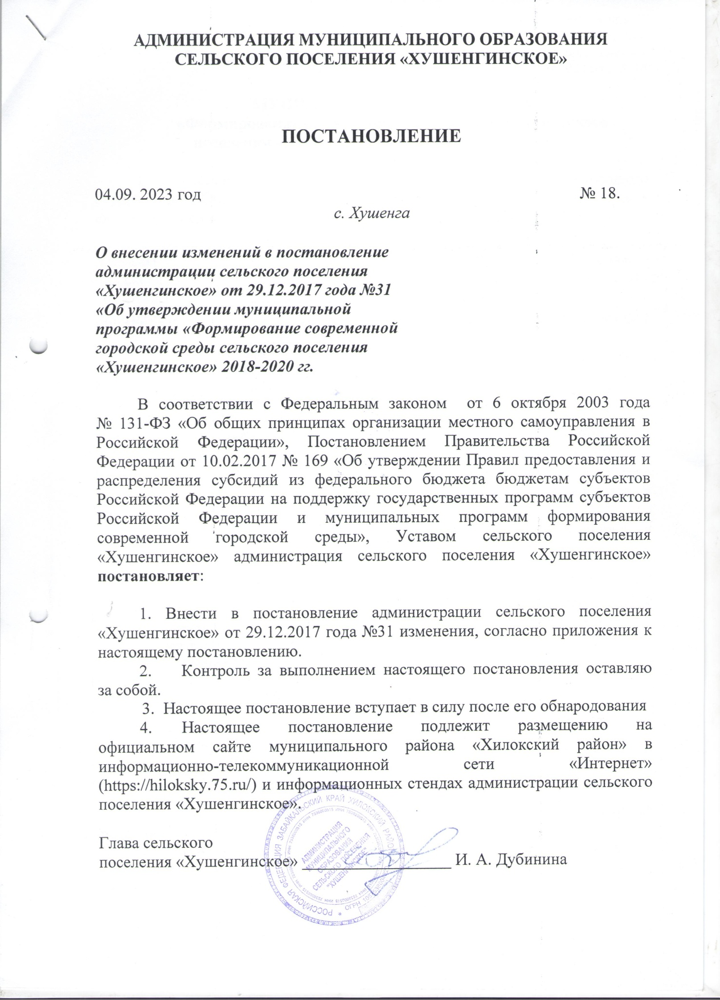 АДМИНИСТРАЦИЯ МУНИЦИПАЛЬНОГО ОБРАЗОВАНИЯ
СЕЛЬСКОГО ПОСЕЛЕНИЯ «ХУШЕНГИНСКОЕ»
ПОСТАНОВЛЕНИЕ
04.09. 2023 год № 18.
с. Хушенга
О внесении изменений в постановление
администрации сельского поселения
«Хушенгинское» от 29.12.2017 года №31
«Об утверждении муниципальной
программы «Формирование современной
городской среды сельского поселения
«Хушенгинское» 2018-2020 гг.
В соответствии с Федеральным законом от 6 октября 2003 года
№ 131-ФЗ «Об общих принципах организации местного самоуправления в
Российской Федерации», Постановлением Правительства Российской
Федерации от 10.02.2017 № 169 «Об утверждении Правил предоставления и
распределения субсидий из федерального бюджета бюджетам субъектов
Российской Федерации на поддержку государственных программ субъектов
Российской Федерации и муниципальных программ формирования
современной городской среды», Уставом сельского поселения
«Хушенгинское» администрация сельского поселения «Хушенгинское»
постановляет:
1. Внести в постановление администрации сельского поселения
«Хушенгинское» от 29.12.2017 года №31 изменения, согласно приложения к
настоящему постановлению.
2. Контроль за выполнением настоящего постановления оставляю
за собой.
3. Настоящее постановление вступает в силу после его обнародования
4. Настоящее постановление подлежит размещению на
официальном сайте муниципального района «Хилокский район» в
информационно-телекоммуникационной сети «Интернет»
(https://hiloksky.75.ru/) и информационных стендах администрации сельского
поселения «Хушенгинское».
Глава сельского
поселения «Хушенгинское» __________________ И. А. Дубинина
РОССИЙСКАЯ ФЕДЕРАЦИЯ ЗАБАЙКАЛЬСКИЙ КРАЙ ХИЛОКСКИЙ РАЙОН
АДМИНИСТРАЦИЯ
МУНИЦИПАЛЬНОГО
ОБРАЗОВАНИЯ
СЕЛЬСКОГО ПОСЕЛЕНИЯ
"ХУШЕНГИНСКОЕ"